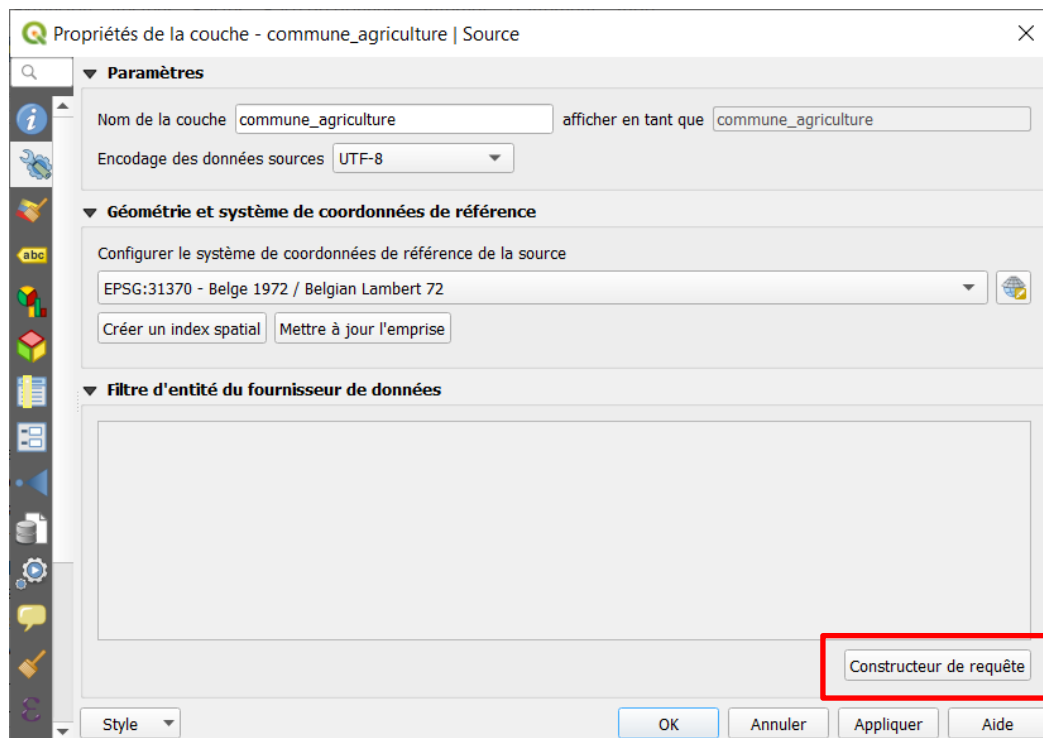 Propriétés de la couche - commune_agriculture | Source
Paramètres
Nom de la couche commune_agriculture afficher en tant que commune_agriculture
Encodage des données sources UTF-8
abc
Géométrie et système de coordonnées de référence
Configurer le système de coordonnées de référence de la source
EPSG:31370 - Belge 1972 / Belgian Lambert 72
Créer un index spatial Mettre à jour l'emprise
Filtre d'entité du fournisseur de données
Constructeur de requête
Style OK Annuler Appliquer Aide